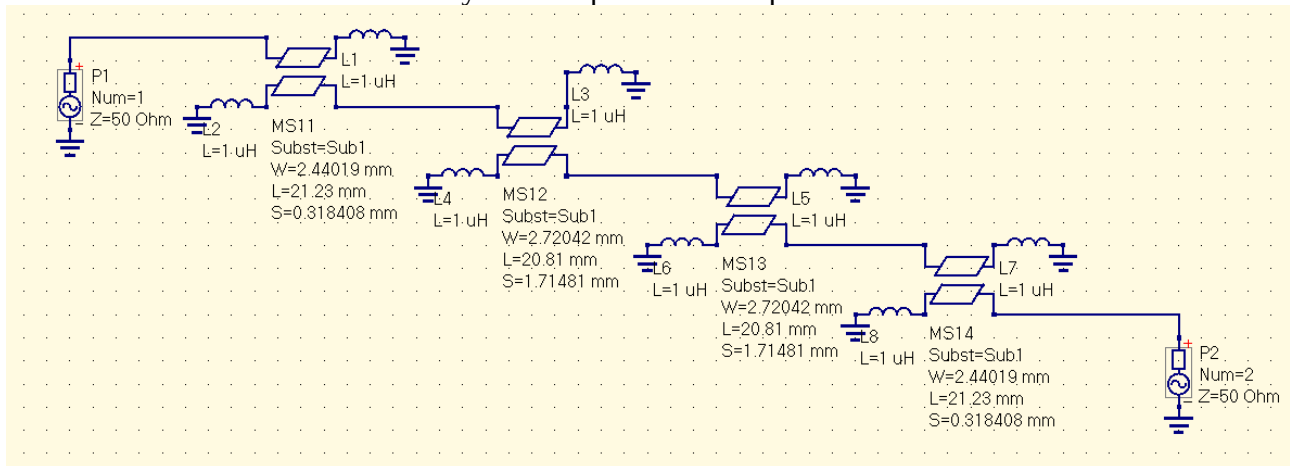 P1
Num=1
Z=50 Ohm
L1
L=1 uH
L2
L=1 uH
MS11
Subst=Sub1
W=2.44019 mm
L=21.23 mm
S=0.318408 mm
L3
L=1 uH
L4
L=1 uH
MS12
Subst=Sub1
W=2.72042 mm
L=20.81 mm
S=1.71481 mm
L5
L=1 uH
L6
L=1 uH
MS13
Subst=Sub1
W=2.72042 mm
L=20.81 mm
S=1.71481 mm
L7
L=1 uH
L8
L=1 uH
MS14
Subst=Sub1
W=2.44019 mm
L=21.23 mm
S=0.318408 mm
P2
Num=2
Z=50 Ohm